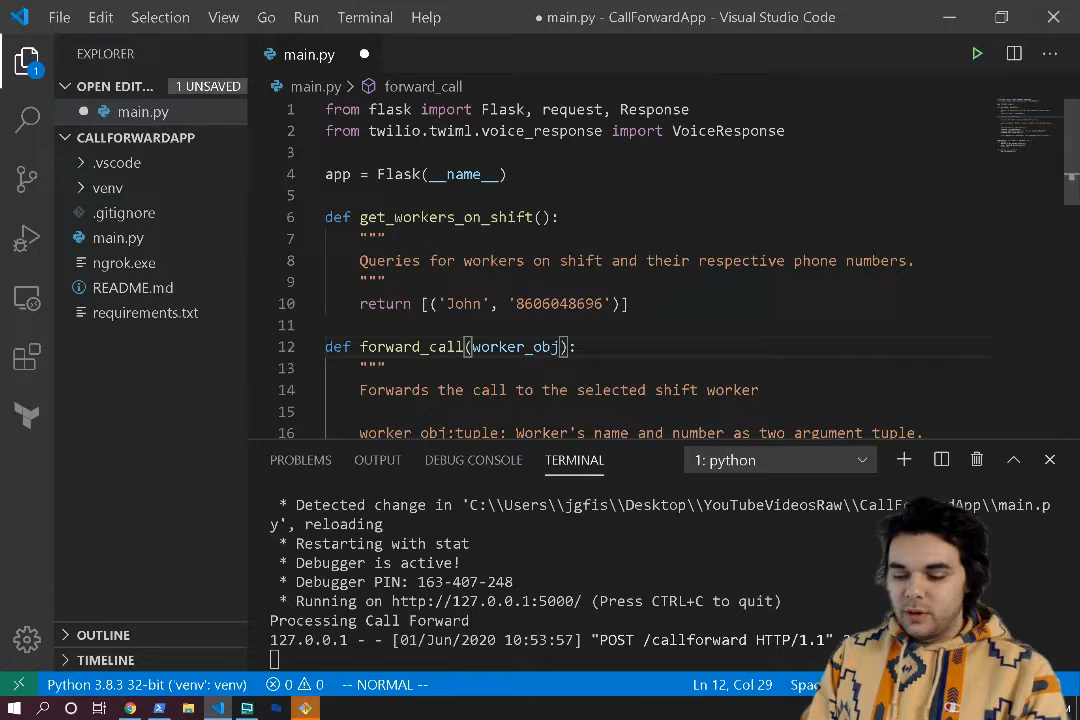 File Edit Selection View Go Run Terminal Help ● main.py - CallForwardApp - Visual Studio Code
EXPLORER
1
OPEN EDIT... 1 UNSAVED
main.py
CALLFORWARDAPP
.vscode
venv
.gitignore
main.py
ngrok.exe
README.md
requirements.txt
OUTLINE
TIMELINE
main.py
main.py > forward_call
1 from flask import Flask, request, Response
2 from twilio.twiml.voice_response import VoiceResponse
3
4 app = Flask(__name__)
5
6 def get_workers_on_shift():
7 """
8 Queries for workers on shift and their respective phone numbers.
9 """
10 return [('John', '8606048696')]
11
12 def forward_call(worker_obj):
13 """
14 Forwards the call to the selected shift worker
15
16 worker_obj:tuple: Worker's name and number as two argument tuple.
PROBLEMS OUTPUT DEBUG CONSOLE TERMINAL 1: python
* Detected change in 'C:\\Users\\jgfis\\Desktop\\YouTubeVideosRaw\\CallForwardApp\\main.p
y', reloading
* Restarting with stat
* Debugger is active!
* Debugger PIN: 163-407-248
* Running on http://127.0.0.1:5000/ (Press CTRL+C to quit)
Processing Call Forward
127.0.0.1 - - [01/Jun/2020 10:53:57] "POST /callforward HTTP/1.1"
Python 3.8.3 32-bit ('venv': venv) 0 0 -- NORMAL -- Ln 12, Col 29